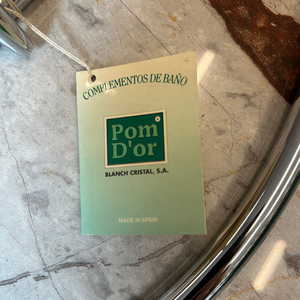 COMPLEMENTOS DE BAÑO
Pom
D'or
BLANCH CRISTAL, S.A.
MADE IN SPAIN